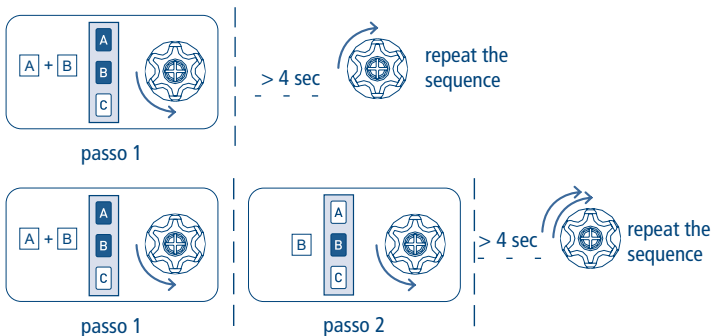 A + B
A
B
C
> 4 sec
repeat the
sequence
passo 1
A + B
A
B
C
B
A
B
C
> 4 sec
repeat the
sequence
passo 1
passo 2